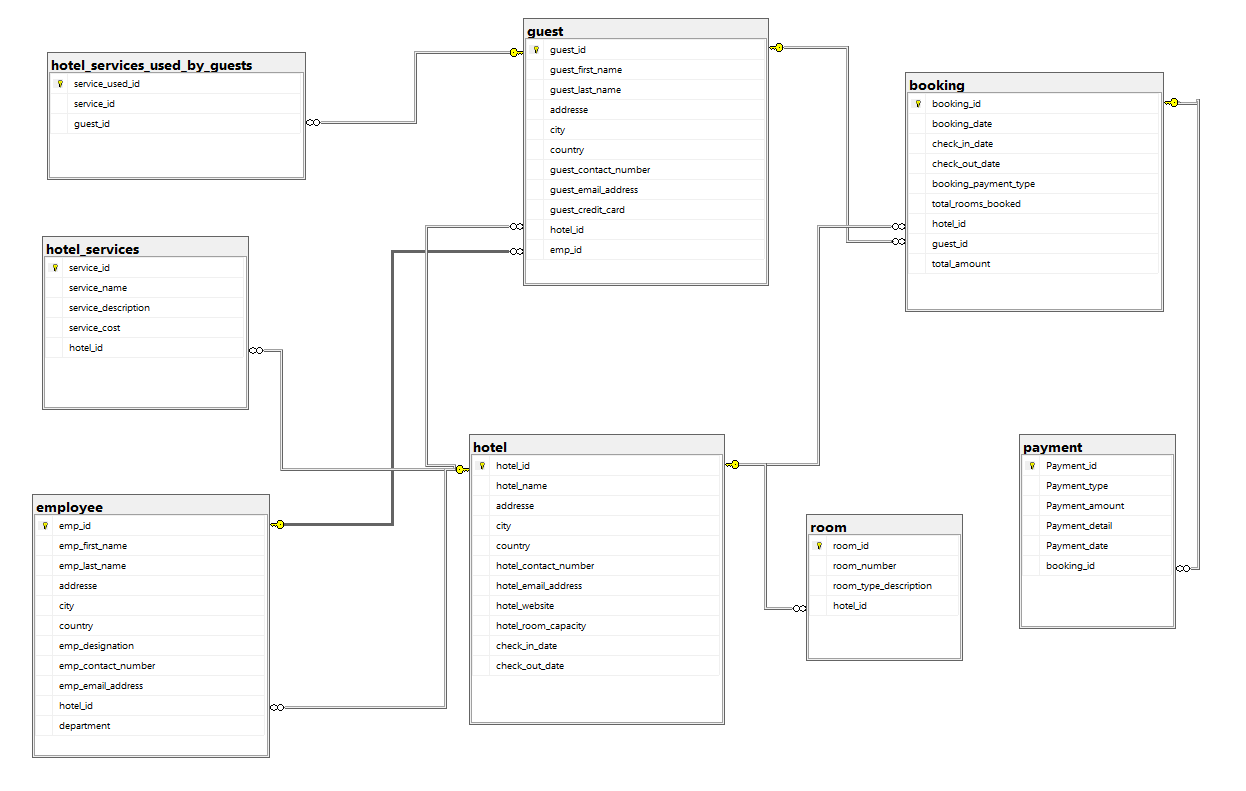 guest
guest_id
guest_first_name
guest_last_name
addresse
city
country
guest_contact_number
guest_email_address
guest_credit_card
hotel_id
emp_id
hotel_services_used_by_guests
service_used_id
service_id
guest_id
booking
booking_id
booking_date
check_in_date
check_out_date
booking_payment_type
total_rooms_booked
hotel_id
guest_id
total_amount
hotel_services
service_id
service_name
service_description
service_cost
hotel_id
hotel
hotel_id
hotel_name
addresse
city
country
hotel_contact_number
hotel_email_address
hotel_website
hotel_room_capacity
check_in_date
check_out_date
payment
Payment_id
Payment_type
Payment_amount
Payment_detail
Payment_date
booking_id
employee
emp_id
emp_first_name
emp_last_name
addresse
city
country
emp_designation
emp_contact_number
emp_email_address
hotel_id
department
room
room_id
room_number
room_type_description
hotel_id